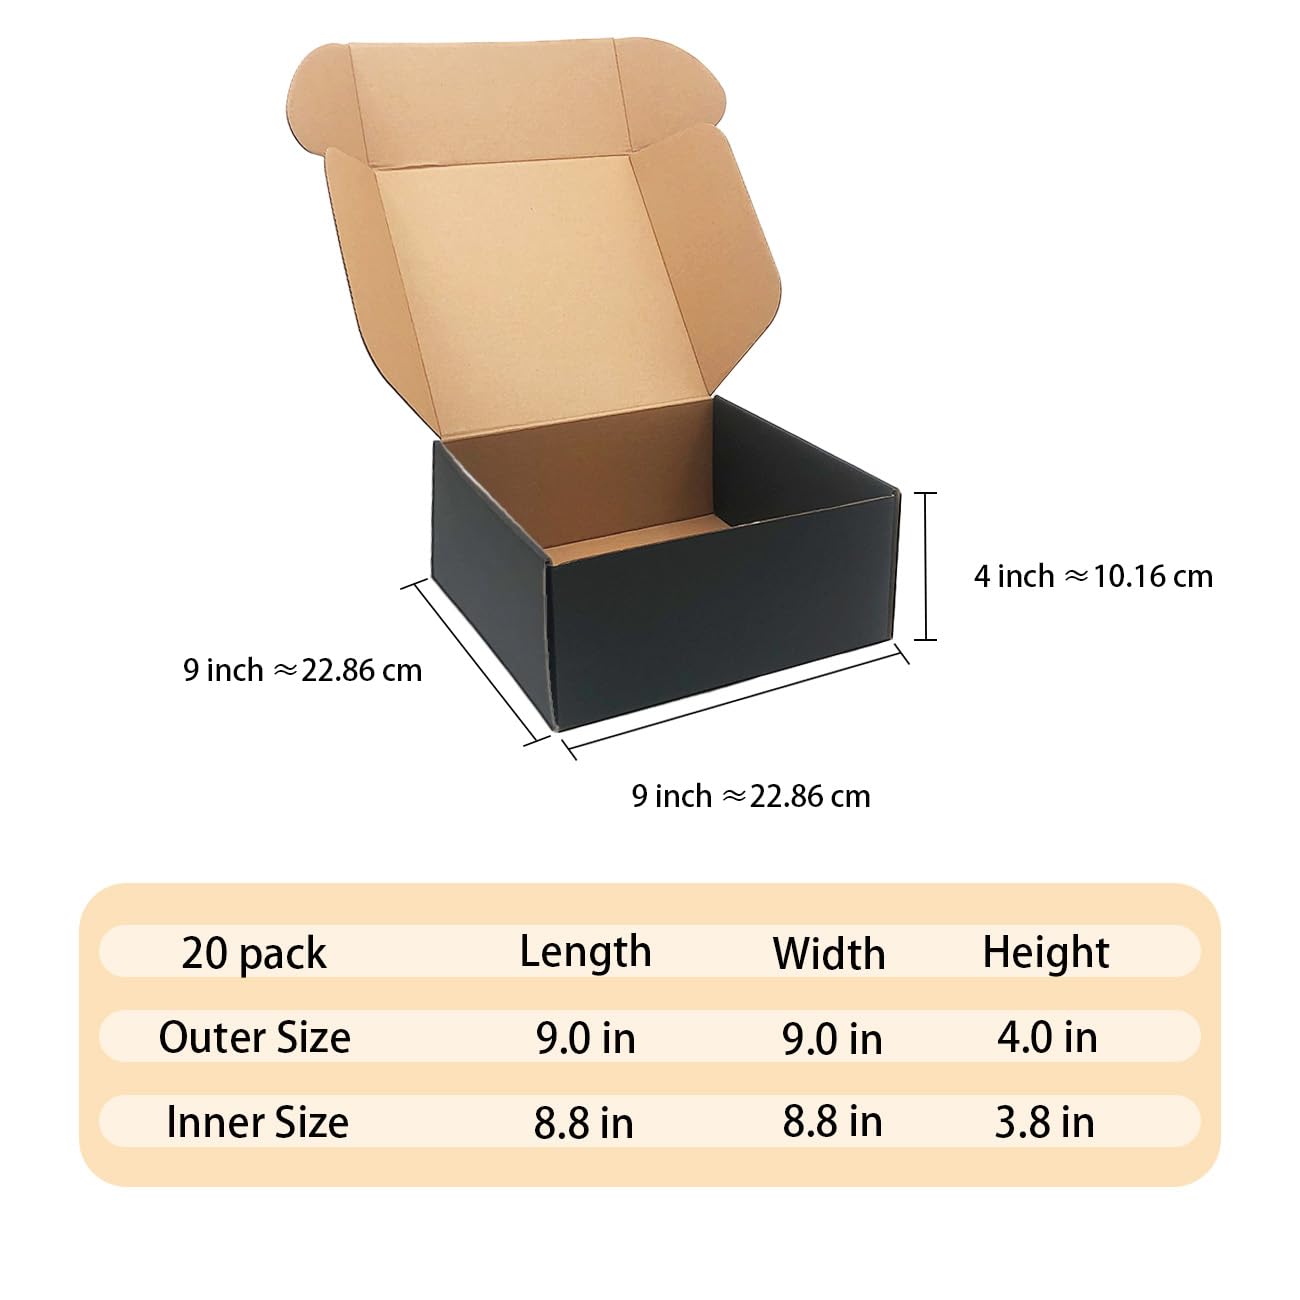 4 inch ≈10.16 cm
9 inch ≈22.86 cm
9 inch ≈22.86 cm
20 pack Length Width Height
Outer Size 9.0 in 9.0 in 4.0 in
Inner Size 8.8 in 8.8 in 3.8 in